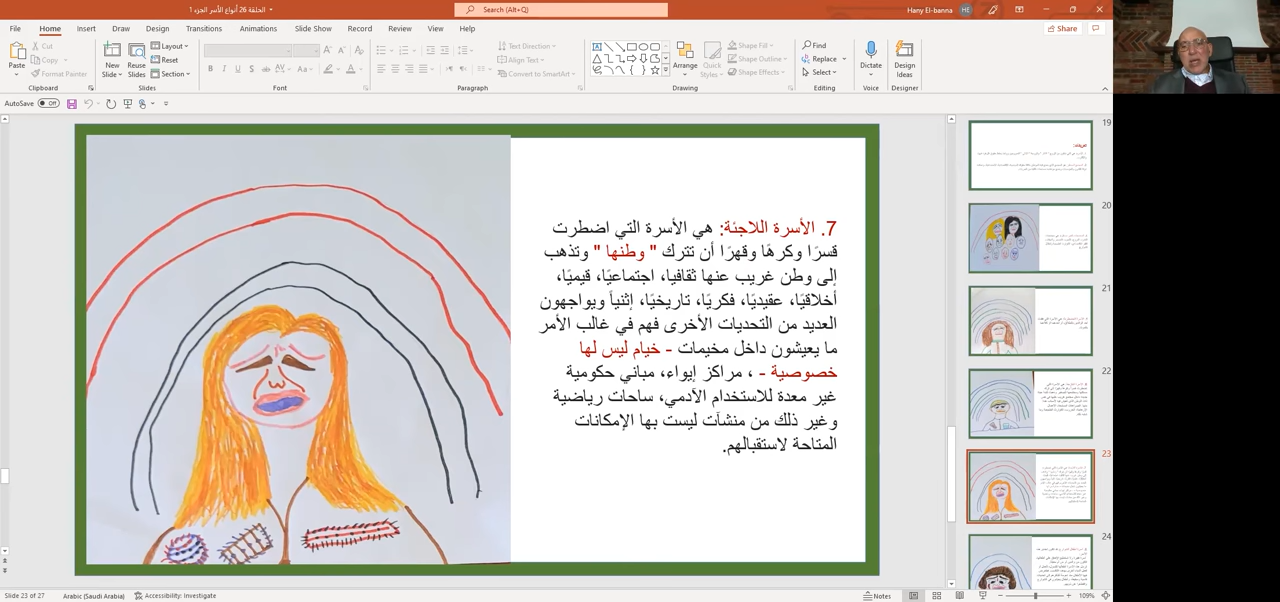 الحلقة 26 أنواع الأسر الجزء 1
Search (Alt+Q)
Hany El-banna
HE
File Home Insert Draw Design Transitions Animations Slide Show Record Review View Help
Share
Paste
Cut
Copy
Format Painter
Clipboard
New Slide
Reuse Slides
Layout
Reset
Section
Slides
B I U S ab AV Aa A
Font
Text Direction
Align Text
Convert to SmartArt
Paragraph
Arrange
Quick Styles
Shape Fill
Shape Outline
Shape Effects
Drawing
Find
Replace
Select
Editing
Dictate
Voice
Design Ideas
Designer
AutoSave Off
7. الأسرة اللاجئة: هي الأسرة التي اضطرت
قسرًا وكرهًا وقهرًا أن تترك " وطنها " وتذهب
إلى وطن غريب عنها ثقافيا، اجتماعيًا، قيميًا،
أخلاقيًا، عقيديًا، فكريًا، تاريخيًا، إثنياً ويواجهون
العديد من التحديات الأخرى فهم في غالب الأمر
ما يعيشون داخل مخيمات - خيام ليس لها
خصوصية - ، مراكز إيواء، مباني حكومية
غير معدة للاستخدام الآدمي، ساحات رياضية
وغير ذلك من منشآت ليست بها الإمكانات
المتاحة لاستقبالهم.
19
20
21
22
23
24
Slide 23 of 27
Arabic (Saudi Arabia)
Accessibility: Investigate
Notes
109%